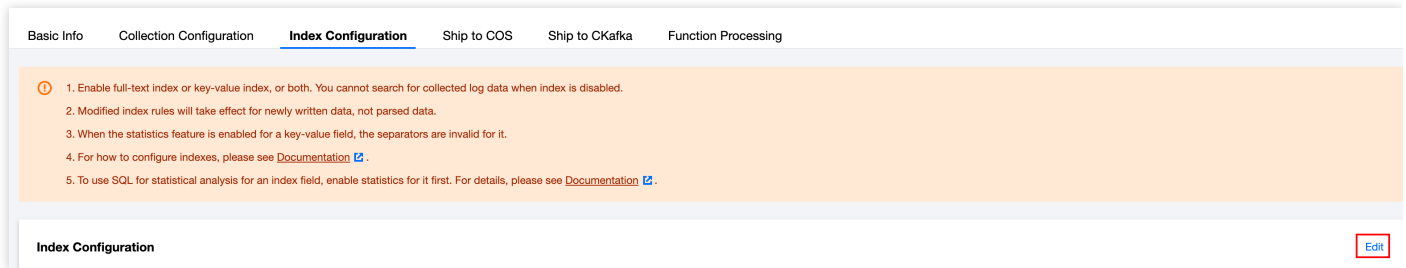 Basic Info Collection Configuration Index Configuration Ship to COS Ship to CKafka Function Processing
1. Enable full-text index or key-value index, or both. You cannot search for collected log data when index is disabled.
2. Modified index rules will take effect for newly written data, not parsed data.
3. When the statistics feature is enabled for a key-value field, the separators are invalid for it.
4. For how to configure indexes, please see Documentation .
5. To use SQL for statistical analysis for an index field, enable statistics for it first. For details, please see Documentation .
Index Configuration Edit